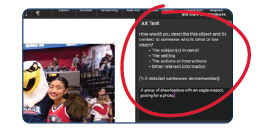 Alt Text
How would you describe this object and its
context to someone who is blind or low
vision?
- The subject(s) in detail
- The setting
- The actions or interactions
- Other relevant information
(1-2 detailed sentences recommended)
A group of cheerleaders with an eagle mascot,
posing for a photo.